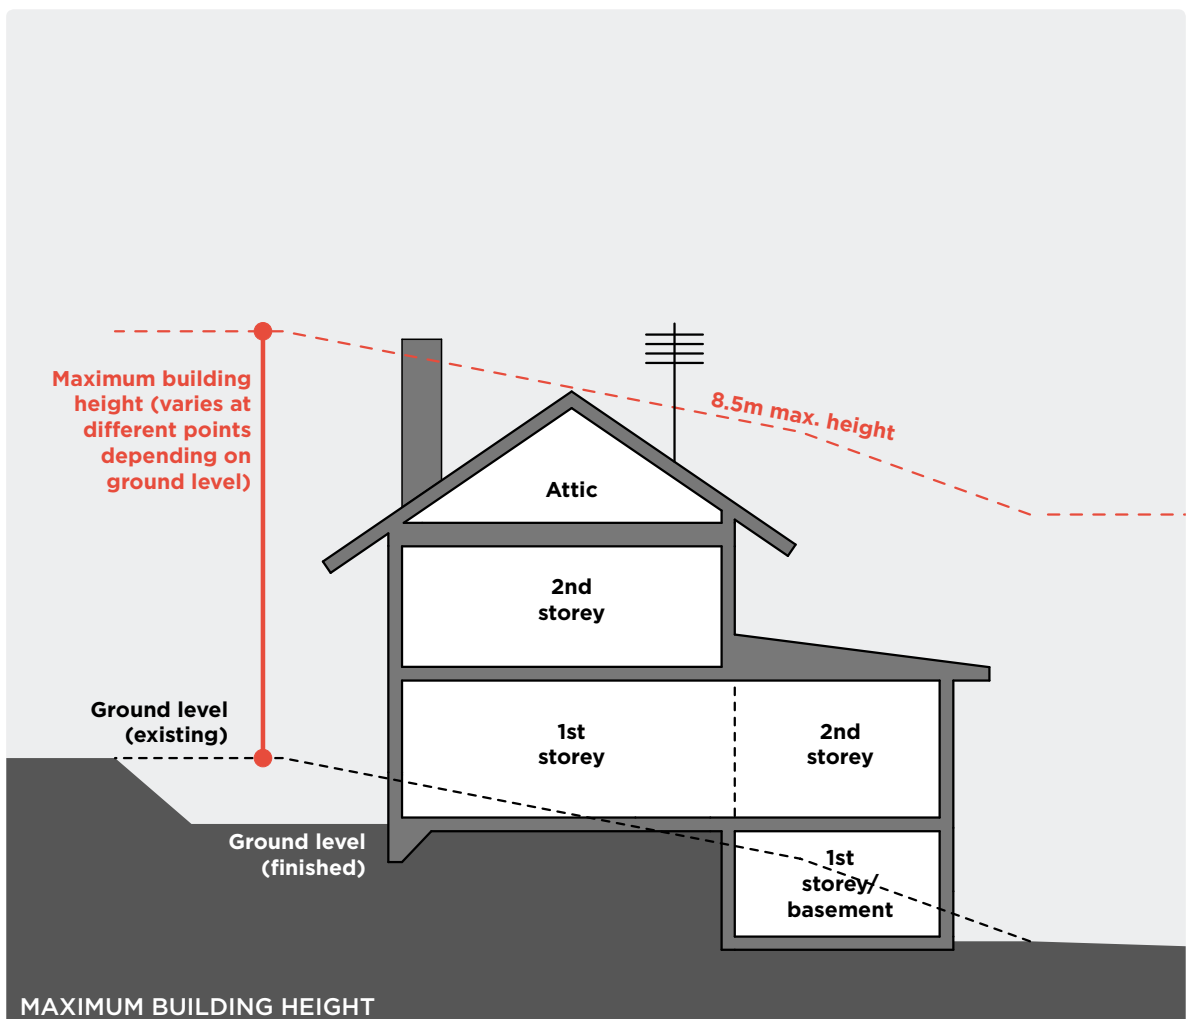 Maximum building
height (varies at
different points
depending on
ground level)
8.5m max. height
Attic
2nd
storey
Ground level
(existing)
1st
storey
2nd
storey
Ground level
(finished)
1st
storey/
basement
MAXIMUM BUILDING HEIGHT